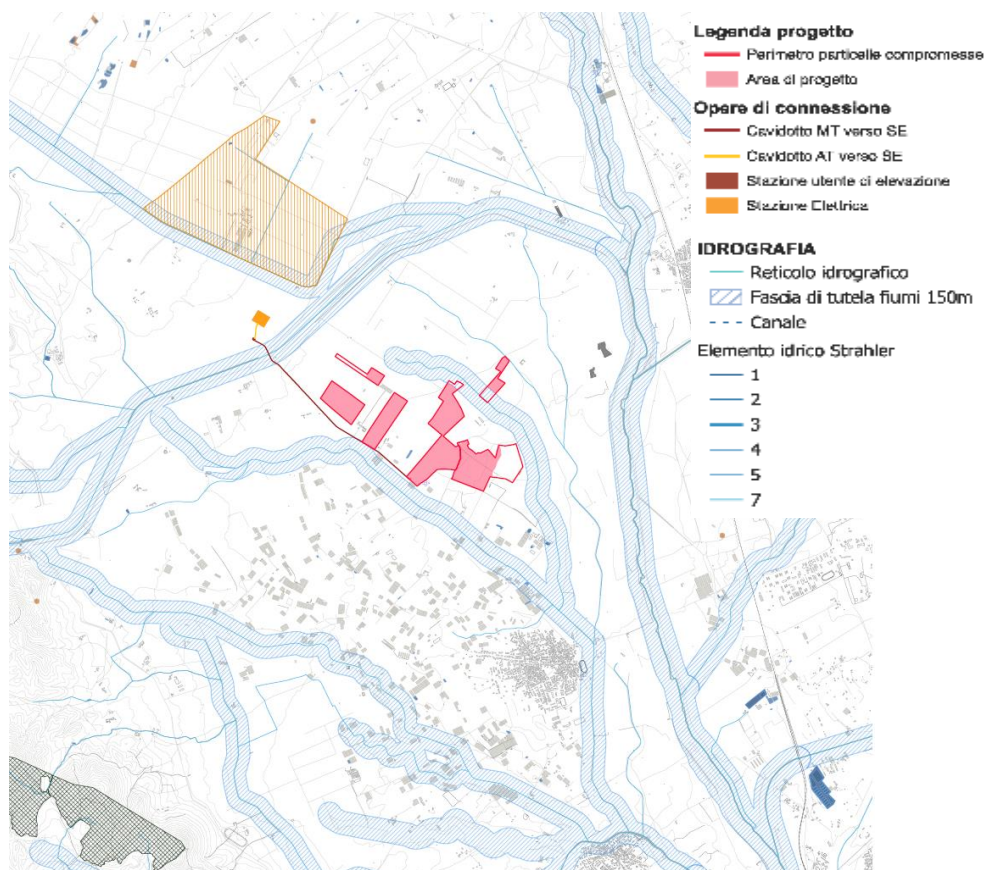 Legenda progetto
Perimetro particelle compromesse
Area di progetto
Opere di connessione
Cavidotto MT verso SE
Cavidotto AT verso SE
Stazione utente di elevazione
Stazione Elettrica
IDROGRAFIA
Reticolo idrografico
Fascia di tutela fiumi 150m
Canale
Elemento idrico Strahler
1
2
3
4
5
7